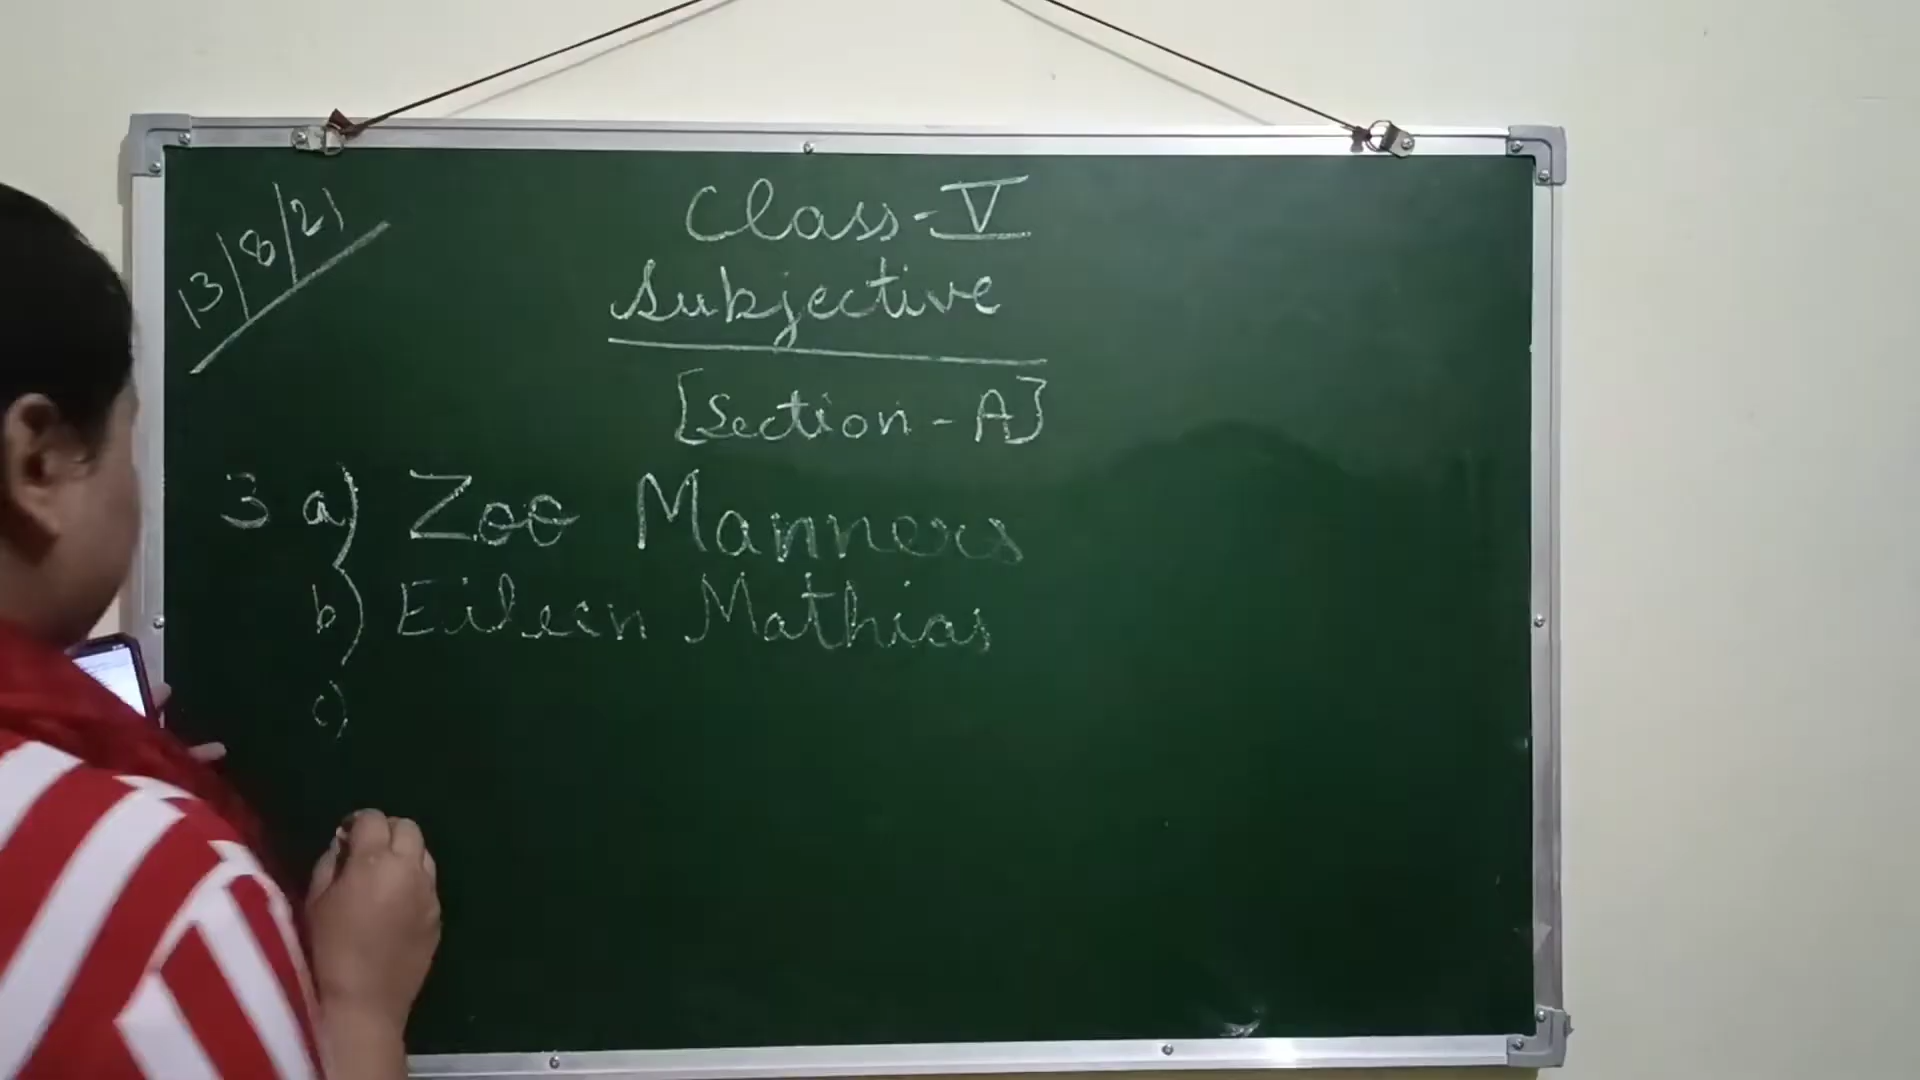 13/8/21
Class-V
Subjective
[Section-A]
3 a) Zoo Manners
b) Eileen Mathias
c)